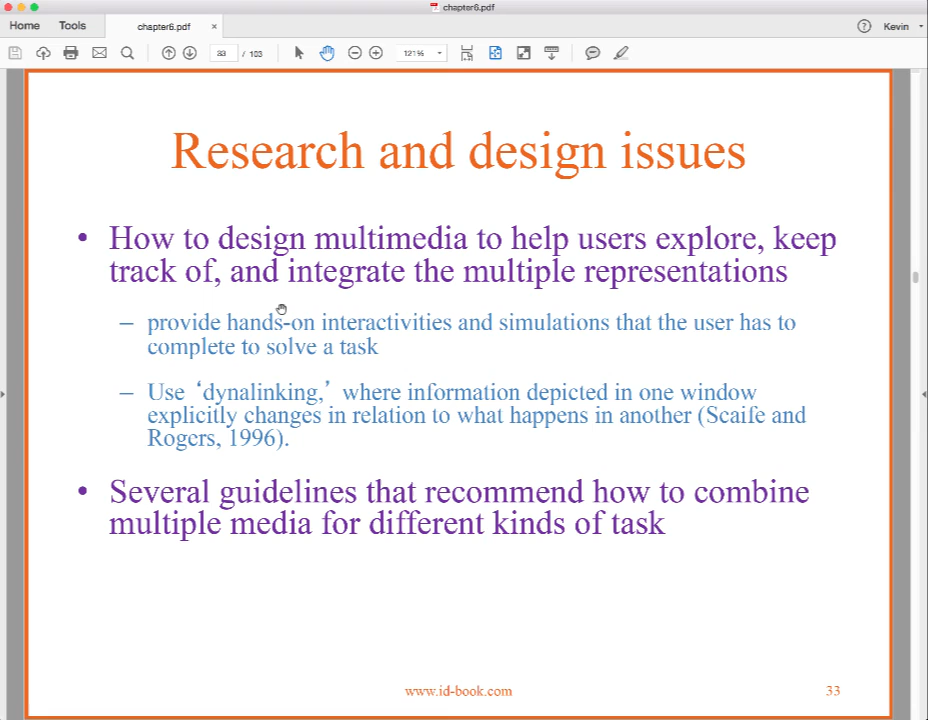 chapter6.pdf
Home Tools chapter6.pdf × ? Kevin
33 / 103 121%
Research and design issues
• How to design multimedia to help users explore, keep
track of, and integrate the multiple representations
– provide hands-on interactivities and simulations that the user has to
complete to solve a task
– Use ‘dynalinking,’ where information depicted in one window
explicitly changes in relation to what happens in another (Scaife and
Rogers, 1996).
• Several guidelines that recommend how to combine
multiple media for different kinds of task
www.id-book.com 33